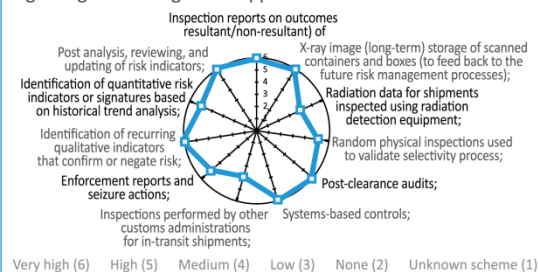 Inspection reports on outcomes
resultant/non-resultant) of
X-ray image (long-term) storage of scanned
containers and boxes (to feed back to the
future risk management processes);
Radiation data for shipments
inspected using radiation
detection equipment;
Random physical inspections used
to validate selectivity process;
Post-clearance audits;
Systems-based controls;
Inspections performed by other
customs administrations
for in-transit shipments;
Enforcement reports and
seizure actions;
Identification of recurring
qualitative indicators
that confirm or negate risk;
Identification of quantitative risk
indicators or signatures based
on historical trend analysis;
Post analysis, reviewing, and
updating of risk indicators;
6
5
4
3
2
Very high (6) High (5) Medium (4) Low (3) None (2) Unknown scheme (1)